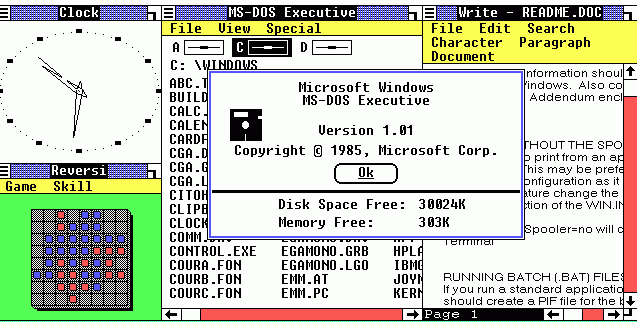 Clock
MS-DOS Executive
Write - README.DOC
File View Special
File Edit Search
Character Paragraph
Document
A C D
C: \WINDOWS
Microsoft Windows
MS-DOS Executive
Version 1.01
Copyright © 1985, Microsoft Corp.
Ok
Disk Space Free: 30024K
Memory Free: 303K
Reversi
Game Skill
ABC.T
BUILD
CALC.
CALEN
CARDF
CGA.D
CGA.G
CGA.L
CITOH
CLIPB
CLOCK
COMM.
CONTROL.EXE EGAMONO.GRB HPLA
COURA.FON EGAMONO.LGO IBMG
COURB.FON EMM.AT JOYM
COURC.FON EMM.PC KERN
nformation shoul
Vindows. Also co
Addendum encl
THOUT THE SPO
o print from an ap
This may be prefe
onfiguration as it
ature change the
ction of the WIN.IN
Spooler=no will c
Terminal
RUNNING BATCH (.BAT) FILES
If you run a standard applicatio
should create a PIF file for the b
Page 1